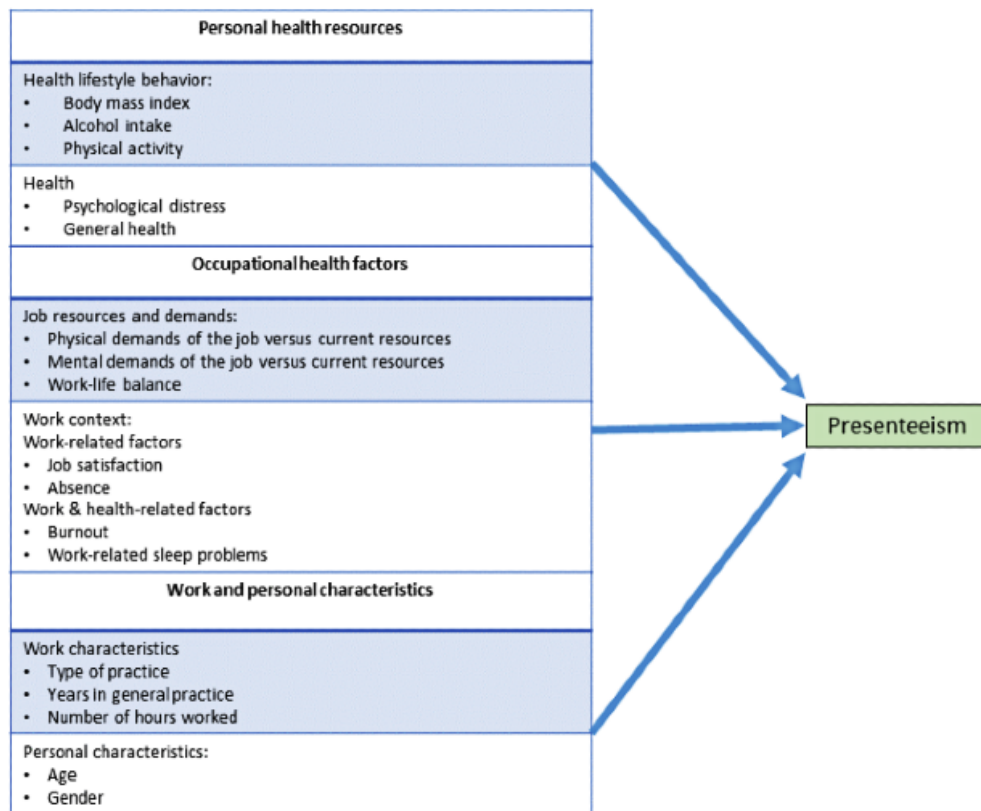 Personal health resources
Health lifestyle behavior:
• Body mass index
• Alcohol intake
• Physical activity
Health
• Psychological distress
• General health
Occupational health factors
Job resources and demands:
• Physical demands of the job versus current resources
• Mental demands of the job versus current resources
• Work-life balance
Work context:
Work-related factors
• Job satisfaction
• Absence
Work & health-related factors
• Burnout
• Work-related sleep problems
Work and personal characteristics
Work characteristics
• Type of practice
• Years in general practice
• Number of hours worked
Personal characteristics:
• Age
• Gender
Presenteeism